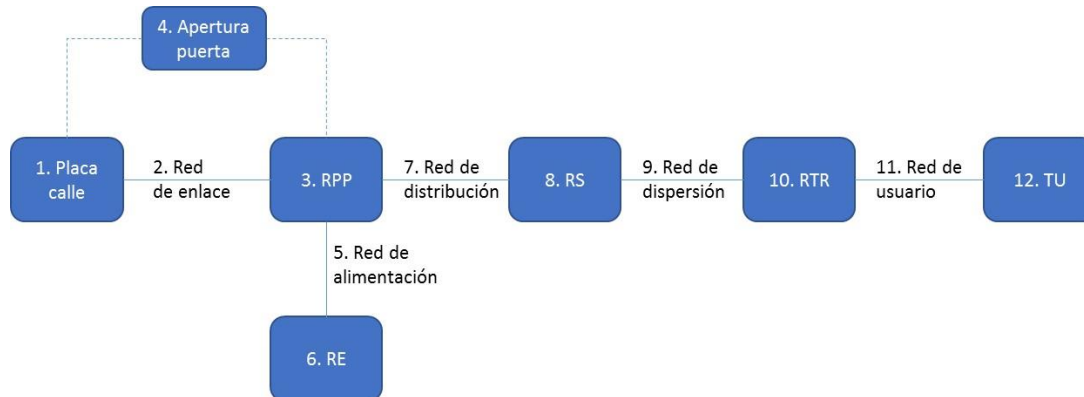 4. Apertura
puerta
1. Placa
calle
2. Red
de enlace
3. RPP
7. Red de
distribución
8. RS
9. Red de
dispersión
10. RTR
11. Red de
usuario
12. TU
5. Red de
alimentación
6. RE